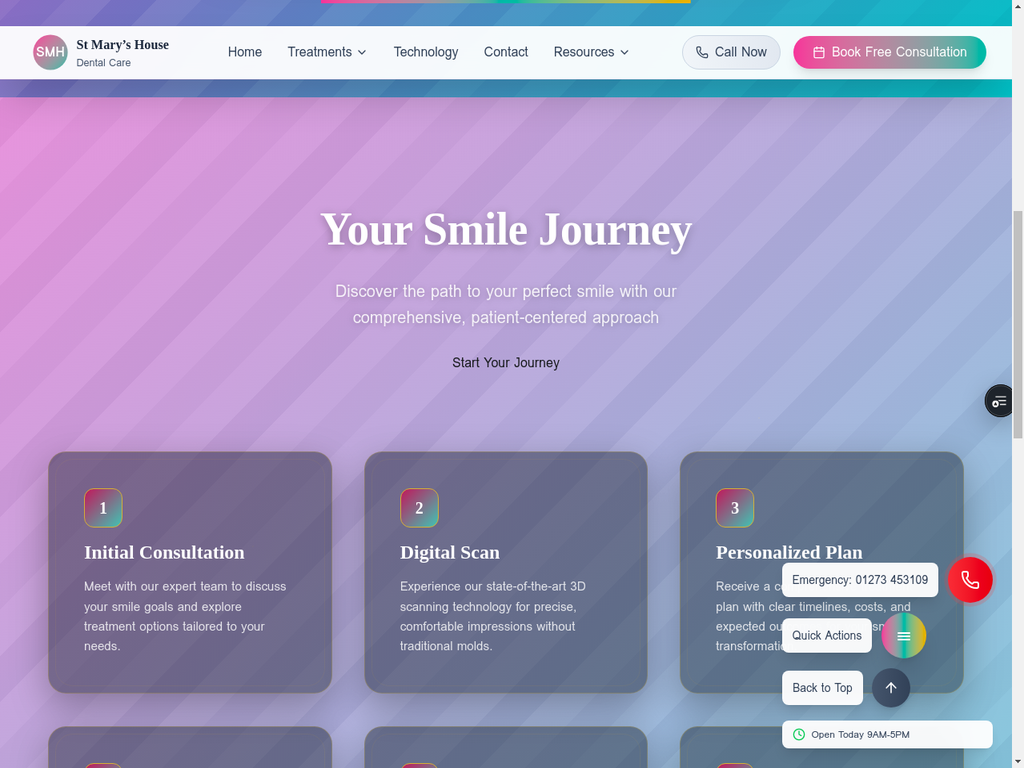 SMH
St Mary’s House
Dental Care
Home
Treatments
Technology
Contact
Resources
Call Now
Book Free Consultation
Your Smile Journey
Discover the path to your perfect smile with our
comprehensive, patient-centered approach
Start Your Journey
1
Initial Consultation
Meet with our expert team to discuss
your smile goals and explore
treatment options tailored to your
needs.
2
Digital Scan
Experience our state-of-the-art 3D
scanning technology for precise,
comfortable impressions without
traditional molds.
3
Personalized Plan
Receive a
plan with clear timelines, costs, and
expected
Emergency: 01273 453109
Quick Actions
Back to Top
Open Today 9AM-5PM